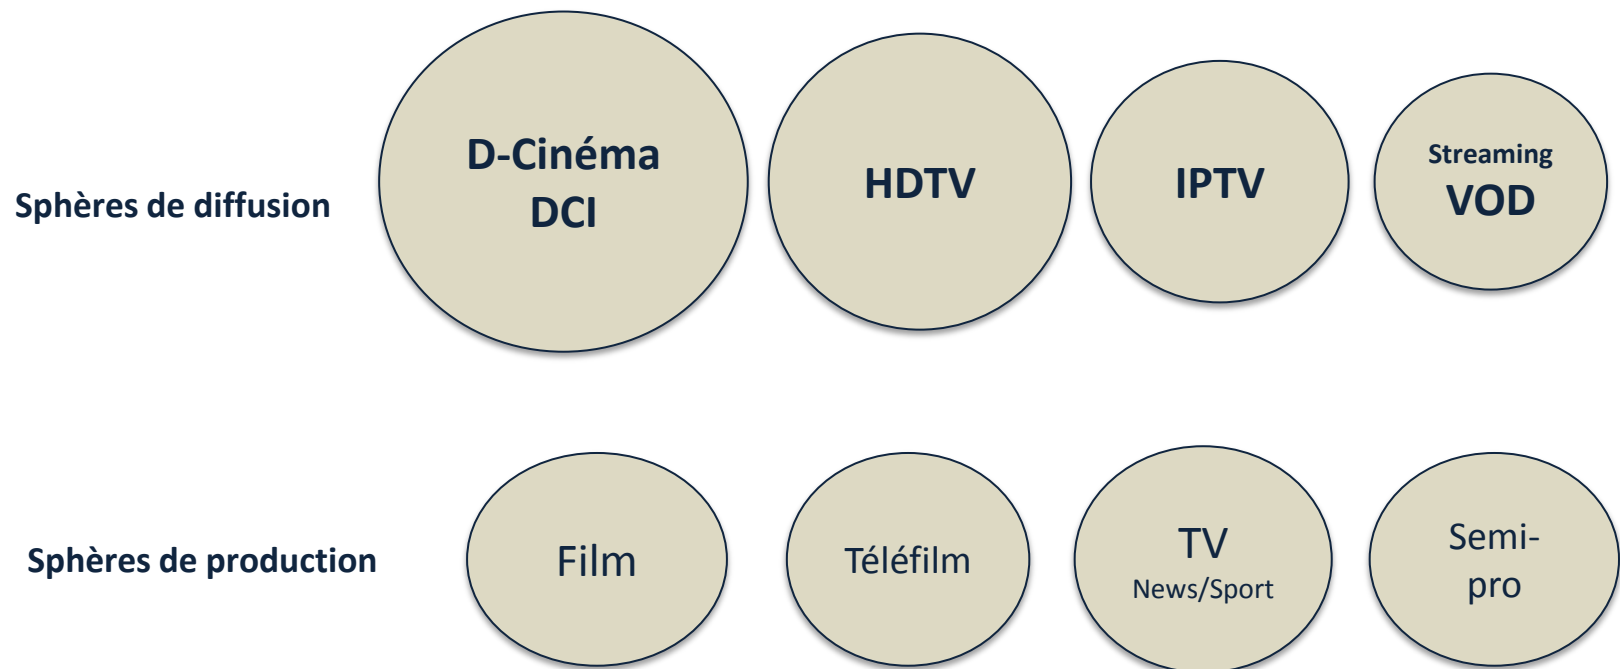 Sphères de diffusion
D-Cinéma
DCI
HDTV
IPTV
Streaming
VOD
Sphères de production
Film
Téléfilm
TV
News/Sport
Semi-
pro